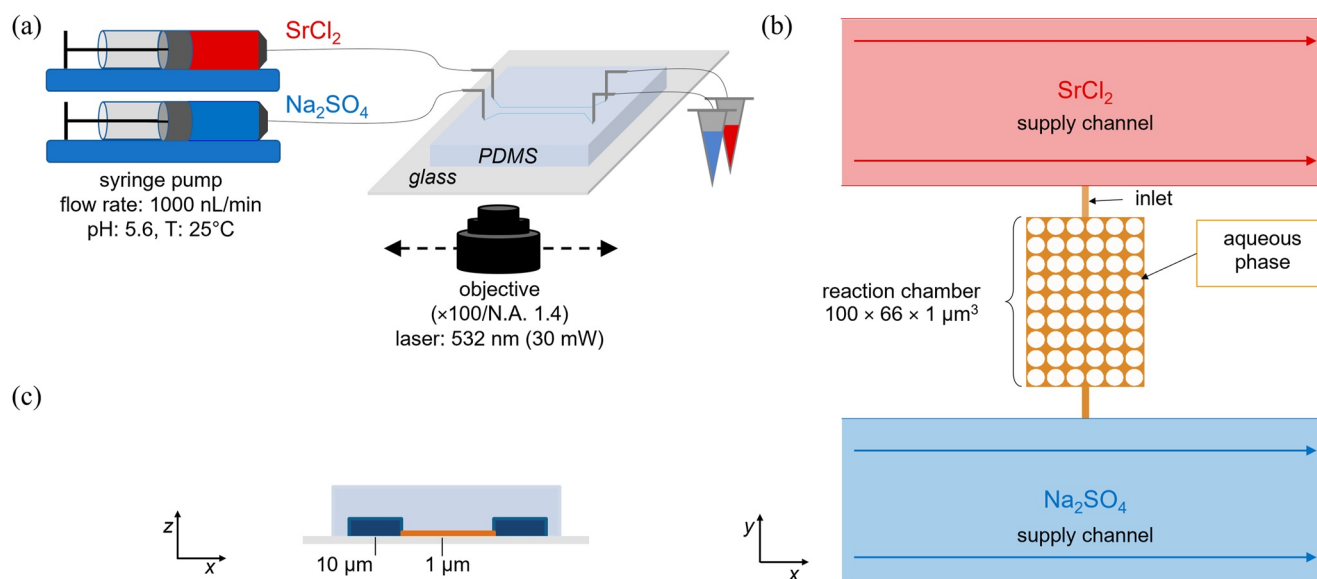 (a)
SrCl₂
Na₂SO₄
syringe pump
flow rate: 1000 nL/min
pH: 5.6, T: 25°C
PDMS
glass
objective
(×100/N.A. 1.4)
laser: 532 nm (30 mW)
(b)
SrCl₂
supply channel
inlet
aqueous
phase
reaction chamber
100 × 66 × 1 µm³
Na₂SO₄
supply channel
y
x
(c)
z
x
10 µm
1 µm